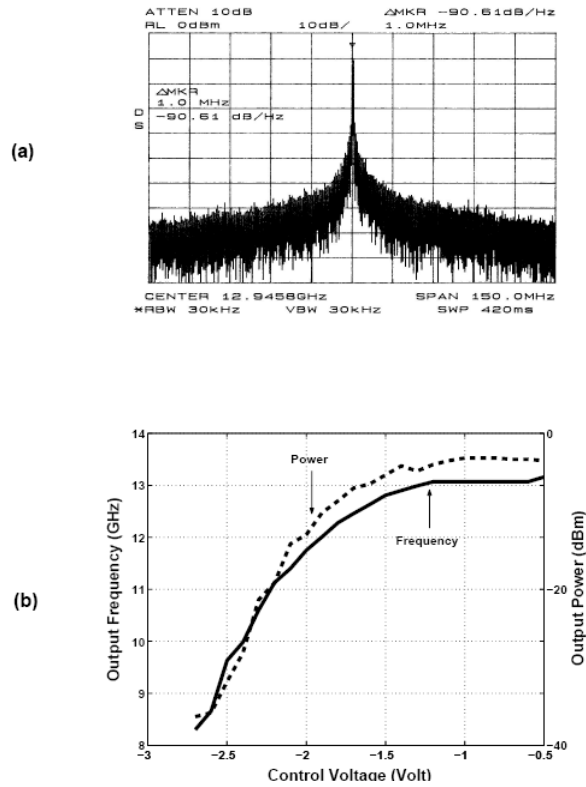 ATTEN 10dB ΔMKR -90.61dB/Hz
RL 0dBm 10dB/ 1.0MHz
ΔMKR
1.0 MHz
-90.61 dB/Hz
D
S
(a)
CENTER 12.9458GHz SPAN 150.0MHz
*RBW 30kHz VBW 30kHz SWP 420ms
(b)
Output Frequency (GHz)
14
13
12
11
10
9
8
Power
Frequency
0
−20
−40
Output Power (dBm)
−3 −2.5 −2 −1.5 −1 −0.5
Control Voltage (Volt)